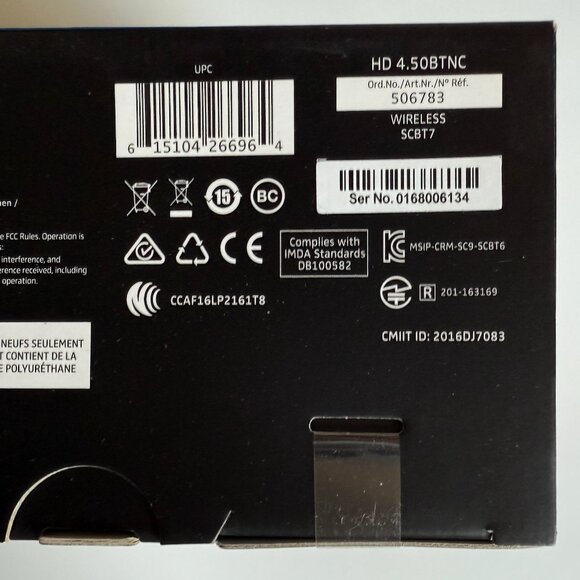 UPC
6 15104 26696 4
HD 4.50BTNC
Ord.No./Art.Nr./N° Réf.
506783
WIRELESS
SCBT7
Ser No. 0168006134
15
BC
Complies with
IMDA Standards
DB100582
MSIP-CRM-SC9-SCBT6
CCAF16LP2161T8
R 201-163169
CMIIT ID: 2016DJ7083
en /
e FCC Rules. Operation is
s:
interference, and
erence received, including
d operation.
NEUFS SEULEMENT
T CONTIENT DE LA
E POLYURÉTHANE